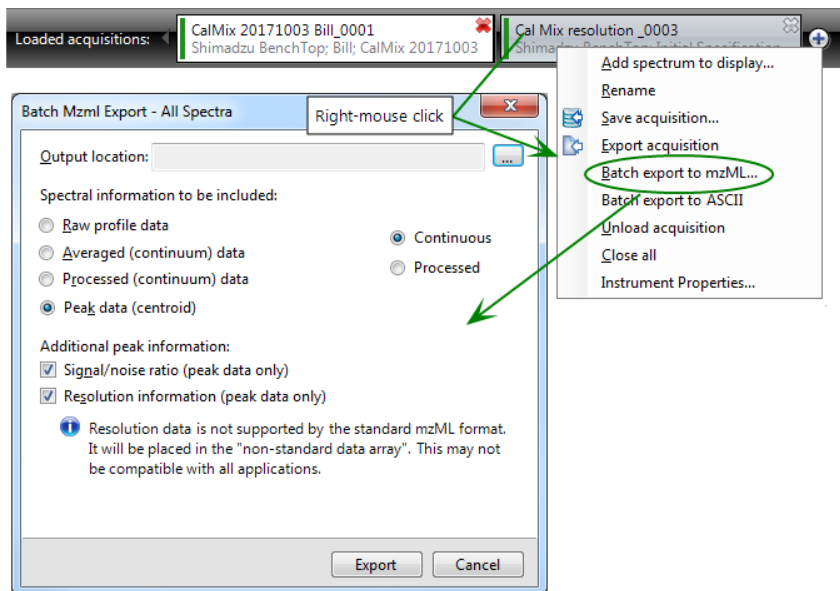 Loaded acquisitions:
CalMix 20171003 Bill_0001
Shimadzu BenchTop; Bill; CalMix 20171003
Cal Mix resolution _0003
Shimadzu BenchTop; Initial Specification
Add spectrum to display...
Rename
Save acquisition...
Export acquisition
Batch export to mzML...
Batch export to ASCII
Unload acquisition
Close all
Instrument Properties...
Right-mouse click
Batch Mzml Export - All Spectra
Output location:
...
Spectral information to be included:
Raw profile data
Averaged (continuum) data
Processed (continuum) data
Peak data (centroid)
Continuous
Processed
Additional peak information:
Signal/noise ratio (peak data only)
Resolution information (peak data only)
Resolution data is not supported by the standard mzML format.
It will be placed in the "non-standard data array". This may not
be compatible with all applications.
Export
Cancel